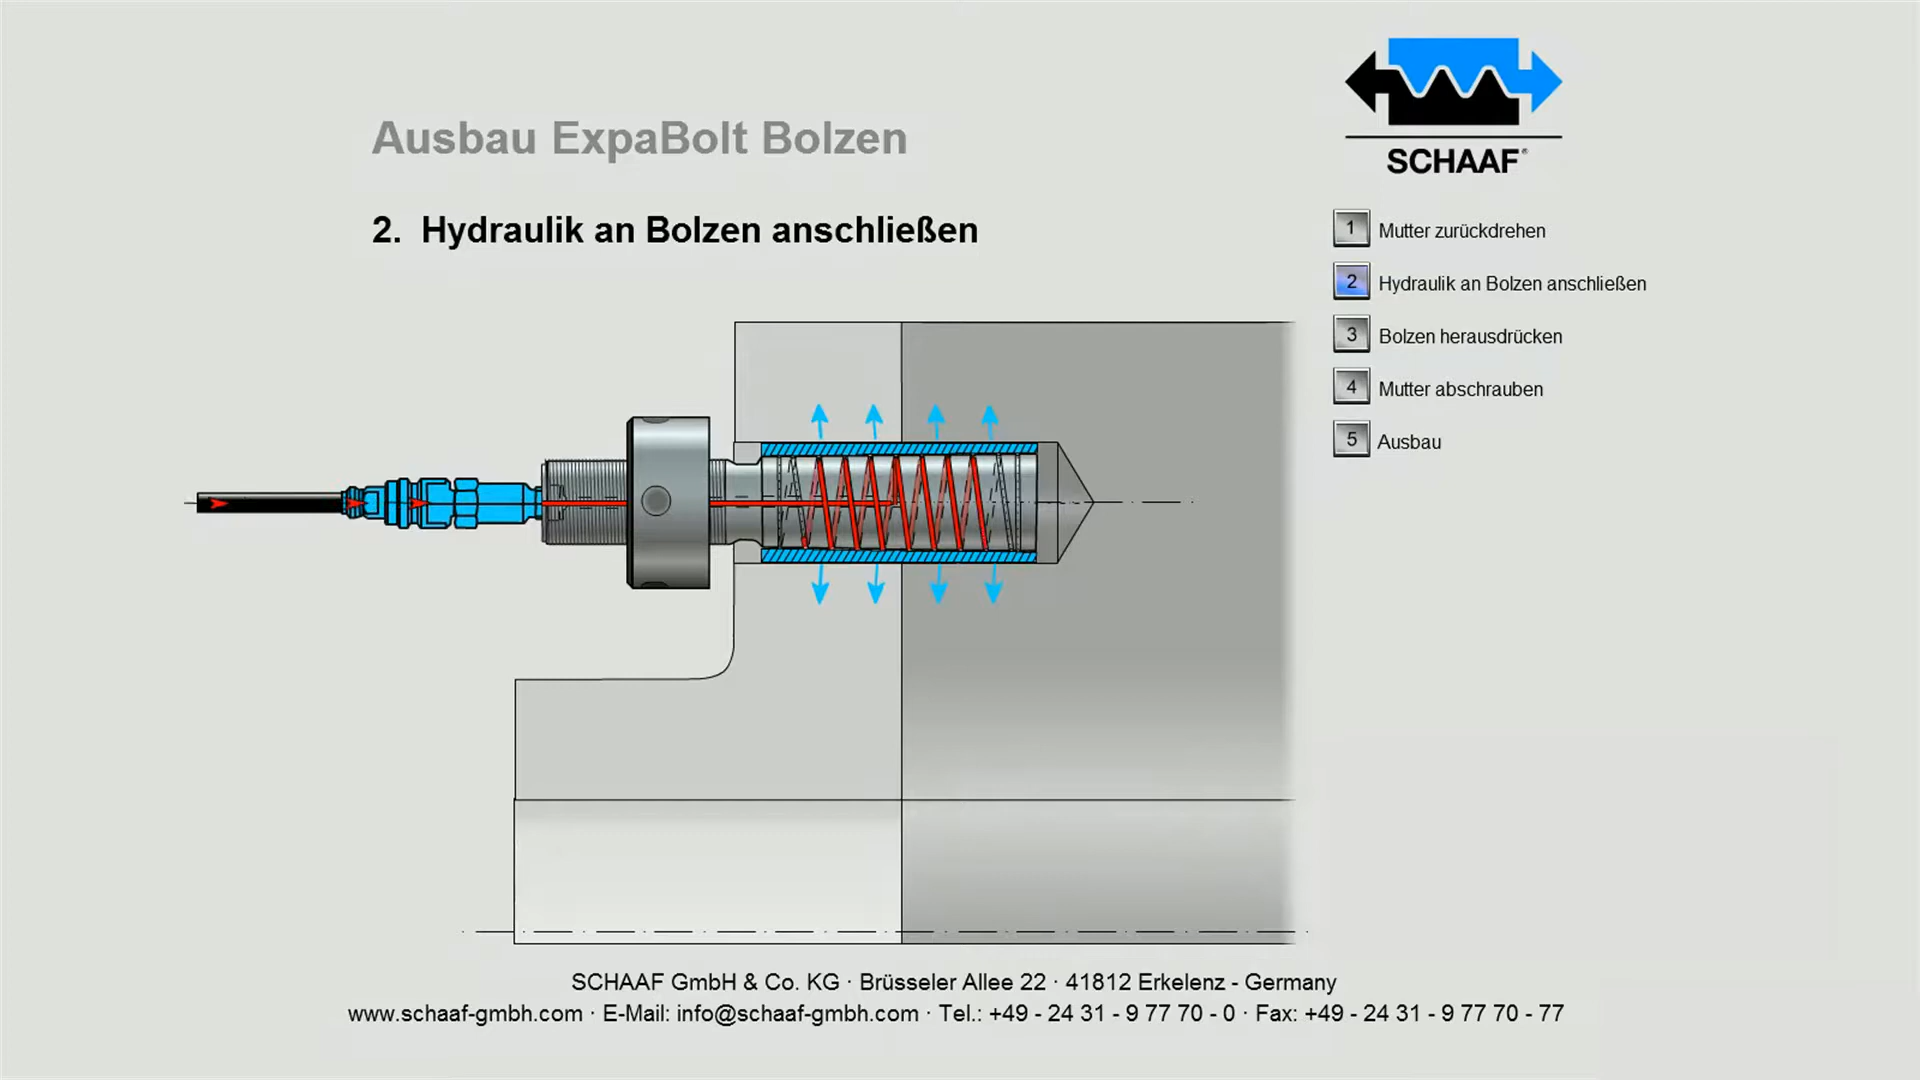 Ausbau ExpaBolt Bolzen
SCHAAF®
2. Hydraulik an Bolzen anschließen
1 Mutter zurückdrehen
2 Hydraulik an Bolzen anschließen
3 Bolzen herausdrücken
4 Mutter abschrauben
5 Ausbau
SCHAAF GmbH & Co. KG · Brüsseler Allee 22 · 41812 Erkelenz - Germany
www.schaaf-gmbh.com · E-Mail: info@schaaf-gmbh.com · Tel.: +49 - 24 31 - 9 77 70 - 0 · Fax: +49 - 24 31 - 9 77 70 - 77